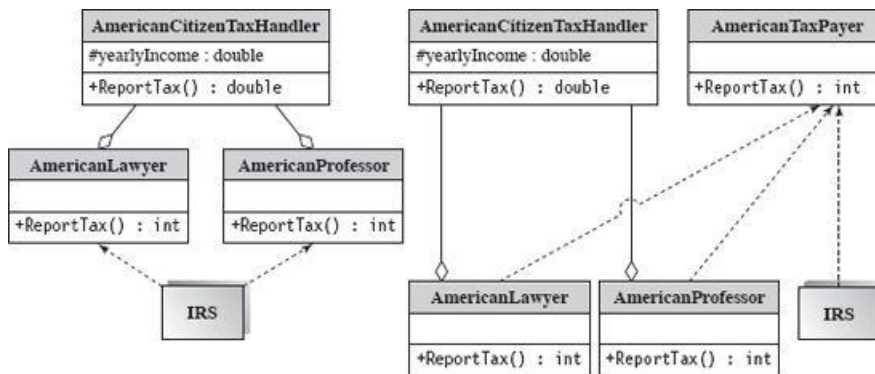 AmericanCitizenTaxHandler
#yearlyIncome : double
+ReportTax() : double
AmericanLawyer
+ReportTax() : int
AmericanProfessor
+ReportTax() : int
IRS
AmericanCitizenTaxHandler
#yearlyIncome : double
+ReportTax() : double
AmericanTaxPayer
+ReportTax() : int
AmericanLawyer
+ReportTax() : int
AmericanProfessor
+ReportTax() : int
IRS